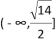 (-∞, √14/2]